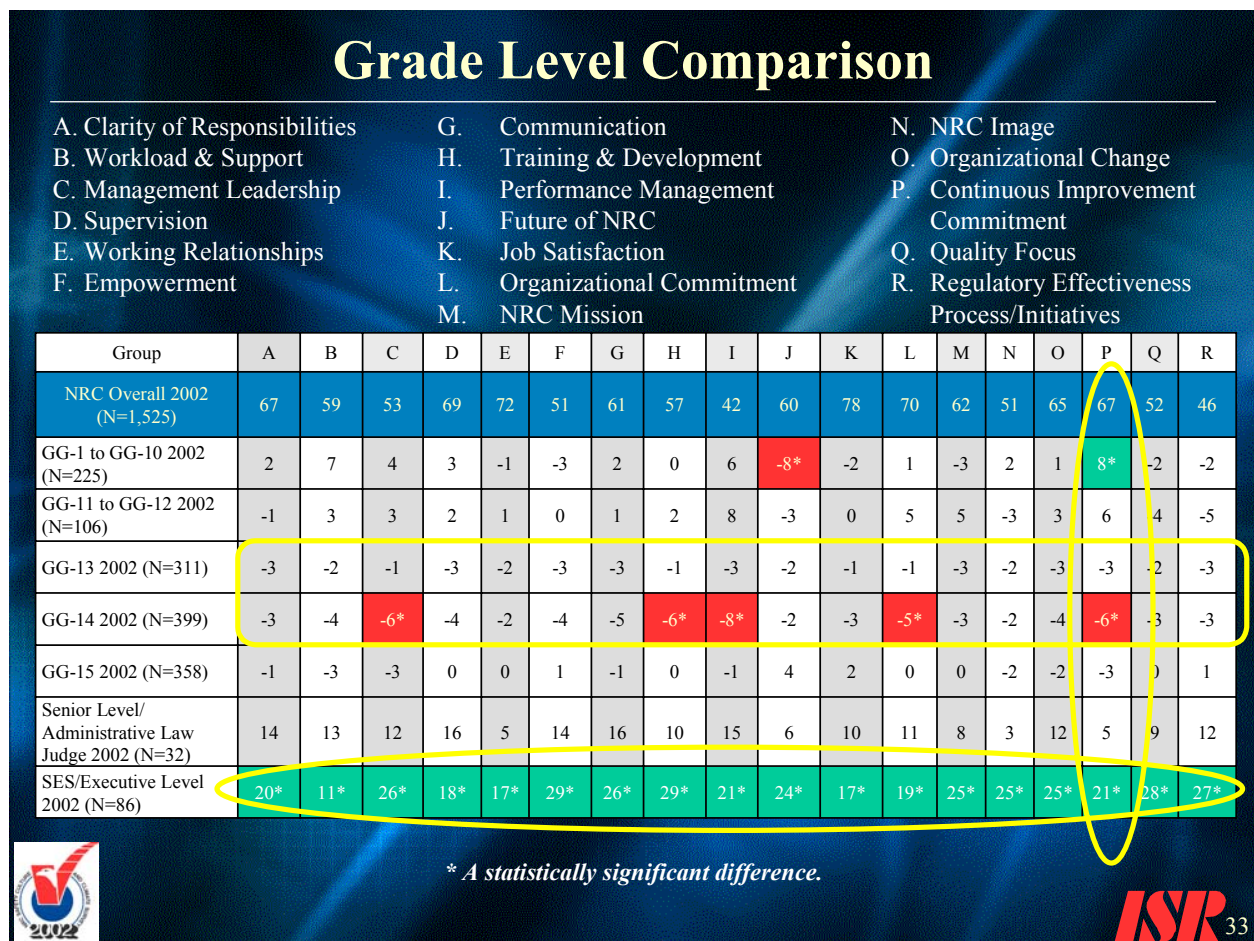 Grade Level Comparison
A. Clarity of Responsibilities
B. Workload & Support
C. Management Leadership
D. Supervision
E. Working Relationships
F. Empowerment
G. Communication
H. Training & Development
I. Performance Management
J. Future of NRC
K. Job Satisfaction
L. Organizational Commitment
M. NRC Mission
N. NRC Image
O. Organizational Change
P. Continuous Improvement
Commitment
Q. Quality Focus
R. Regulatory Effectiveness
Process/Initiatives
Group A B C D E F G H I J K L M N O P Q R
NRC Overall 2002
(N=1,525) 67 59 53 69 72 51 61 57 42 60 78 70 62 51 65 67 52 46
GG-1 to GG-10 2002
(N=225) 2 7 4 3 -1 -3 2 0 6 -8* -2 1 -3 2 1 8* -2 -2
GG-11 to GG-12 2002
(N=106) -1 3 3 2 1 0 1 2 8 -3 0 5 5 -3 3 6 4 -5
GG-13 2002 (N=311) -3 -2 -1 -3 -2 -3 -3 -1 -3 -2 -1 -1 -3 -2 -3 -3 -2 -3
GG-14 2002 (N=399) -3 -4 -6* -4 -2 -4 -5 -6* -8* -2 -3 -5* -3 -2 -4 -6* -3 -3
GG-15 2002 (N=358) -1 -3 -3 0 0 1 -1 0 -1 4 2 0 0 -2 -2 -3 0 1
Senior Level/
Administrative Law
Judge 2002 (N=32) 14 13 12 16 5 14 16 10 15 6 10 11 8 3 12 5 9 12
SES/Executive Level
2002 (N=86) 20* 11* 26* 18* 17* 29* 26* 29* 21* 24* 17* 19* 25* 25* 25* 21* 28* 27*
* A statistically significant difference.
2002
ISR
33